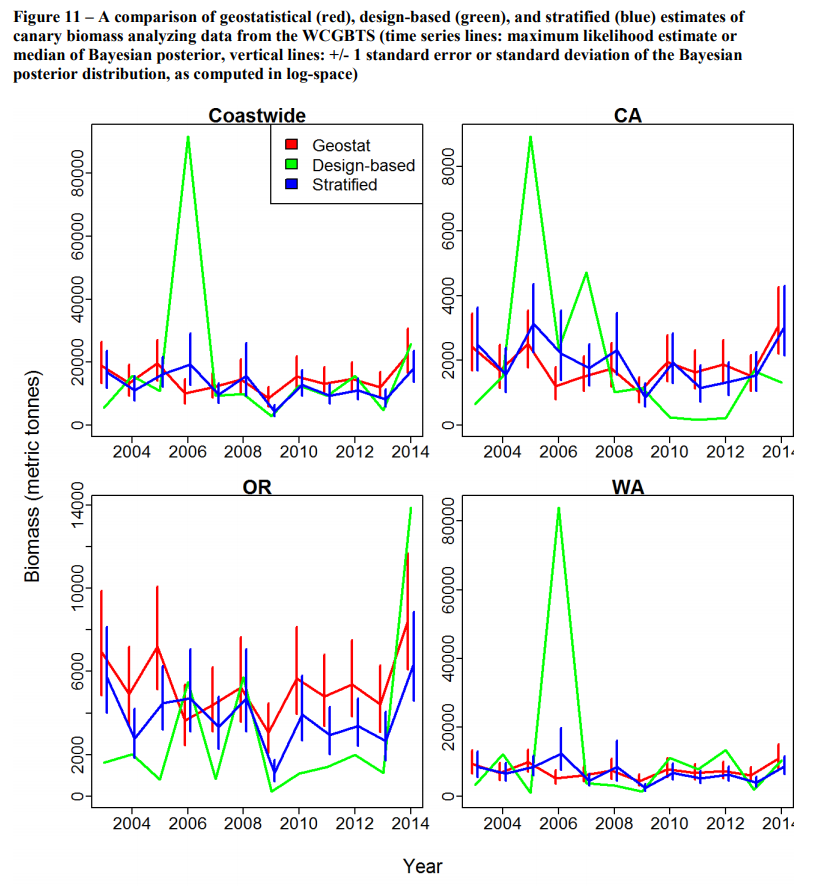 Figure 11 – A comparison of geostatistical (red), design-based (green), and stratified (blue) estimates of
canary biomass analyzing data from the WCGBTS (time series lines: maximum likelihood estimate or
median of Bayesian posterior, vertical lines: +/- 1 standard error or standard deviation of the Bayesian
posterior distribution, as computed in log-space)
Coastwide
Geostat
Design-based
Stratified
0
20000
40000
60000
80000
2004 2006 2008 2010 2012 2014
CA
0
2000
4000
6000
8000
2004 2006 2008 2010 2012 2014
OR
0
2000
6000
10000
14000
2004 2006 2008 2010 2012 2014
WA
0
20000
40000
60000
80000
2004 2006 2008 2010 2012 2014
Biomass (metric tonnes)
Year